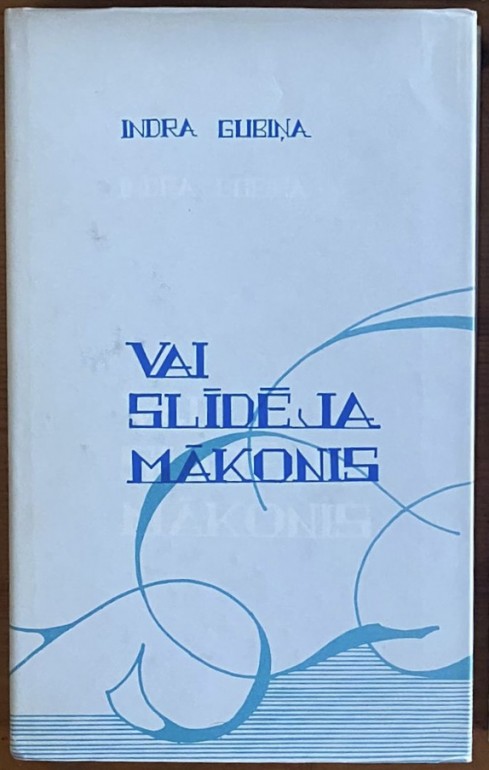 INDRA GUBIŅA
VAI
SLĪDĒJA
MĀKONIS